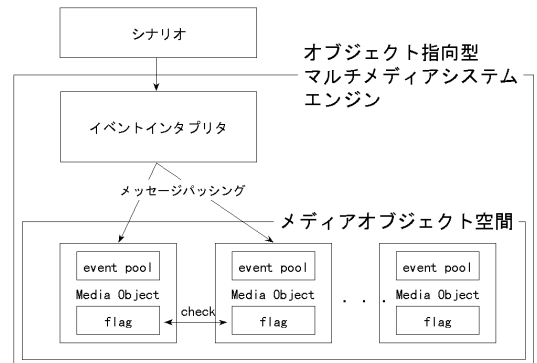 シナリオ
オブジェクト指向型
マルチメディアシステム
エンジン
イベントインタプリタ
メッセージパッシング
メディアオブジェクト空間
event pool
Media Object
flag
check
event pool
Media Object
flag
・・・
event pool
Media Object
flag